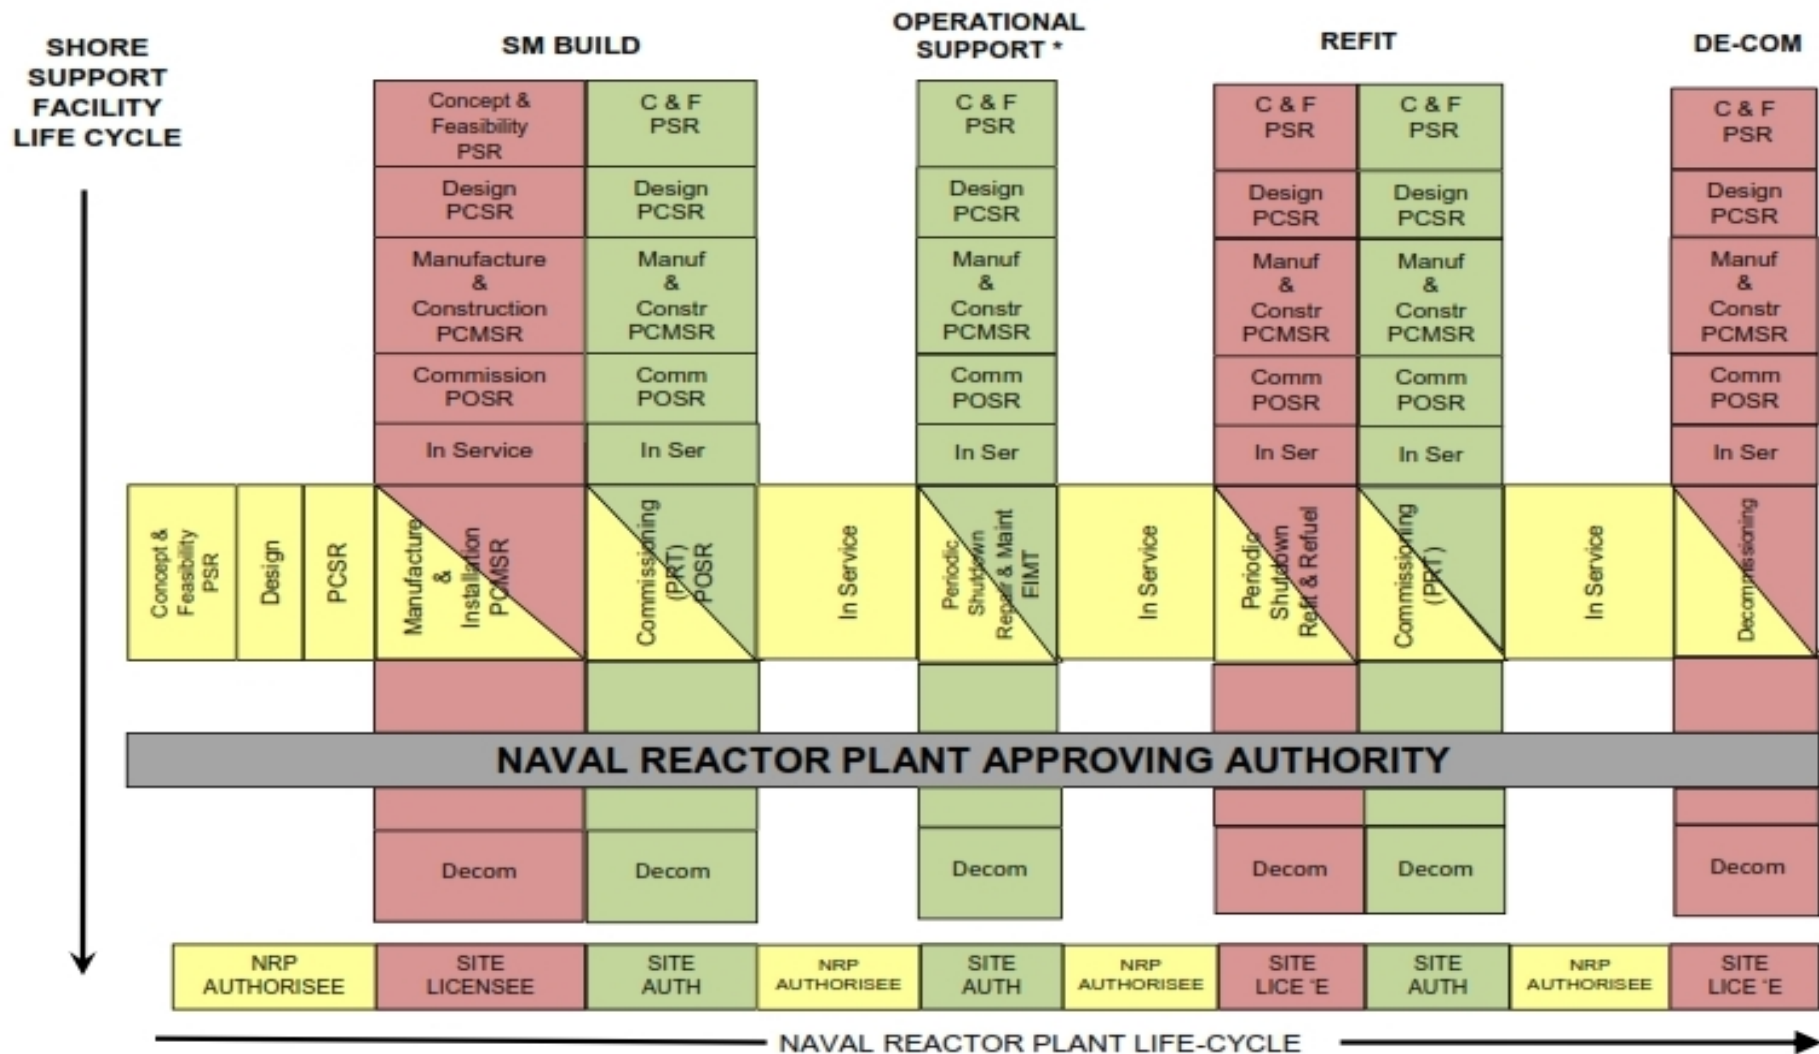 SHORE
SUPPORT
FACILITY
LIFE CYCLE
SM BUILD
OPERATIONAL
SUPPORT *
REFIT
DE-COM
Concept &
Feasibility
PSR
C & F
PSR
C & F
PSR
C & F
PSR
C & F
PSR
C & F
PSR
Design
PCSR
Design
PCSR
Design
PCSR
Design
PCSR
Design
PCSR
Design
PCSR
Manufacture
&
Construction
PCMSR
Manuf
&
Constr
PCMSR
Manuf
&
Constr
PCMSR
Manuf
&
Constr
PCMSR
Manuf
&
Constr
PCMSR
Manuf
&
Constr
PCMSR
Commission
POSR
Comm
POSR
Comm
POSR
Comm
POSR
Comm
POSR
Comm
POSR
In Service
In Ser
In Ser
In Ser
In Ser
In Ser
Concept &
Feasibility
PSR
Design
PCSR
Manufacture
&
Installation
PCMSR
Commissioning
(PRT)
POSR
In Service
Periodic
Shutdown
Repair & Maint
EIMT
In Service
Periodic
Shutdown
Refit & Refuel
Commissioning
(PRT)
In Service
Decommissioning
NAVAL REACTOR PLANT APPROVING AUTHORITY
Decom
Decom
Decom
Decom
Decom
Decom
NRP
AUTHORISEE
SITE
LICENSEE
SITE
AUTH
NRP
AUTHORISEE
SITE
AUTH
NRP
AUTHORISEE
SITE
LICE 'E
SITE
AUTH
NRP
AUTHORISEE
SITE
LICE 'E
NAVAL REACTOR PLANT LIFE-CYCLE